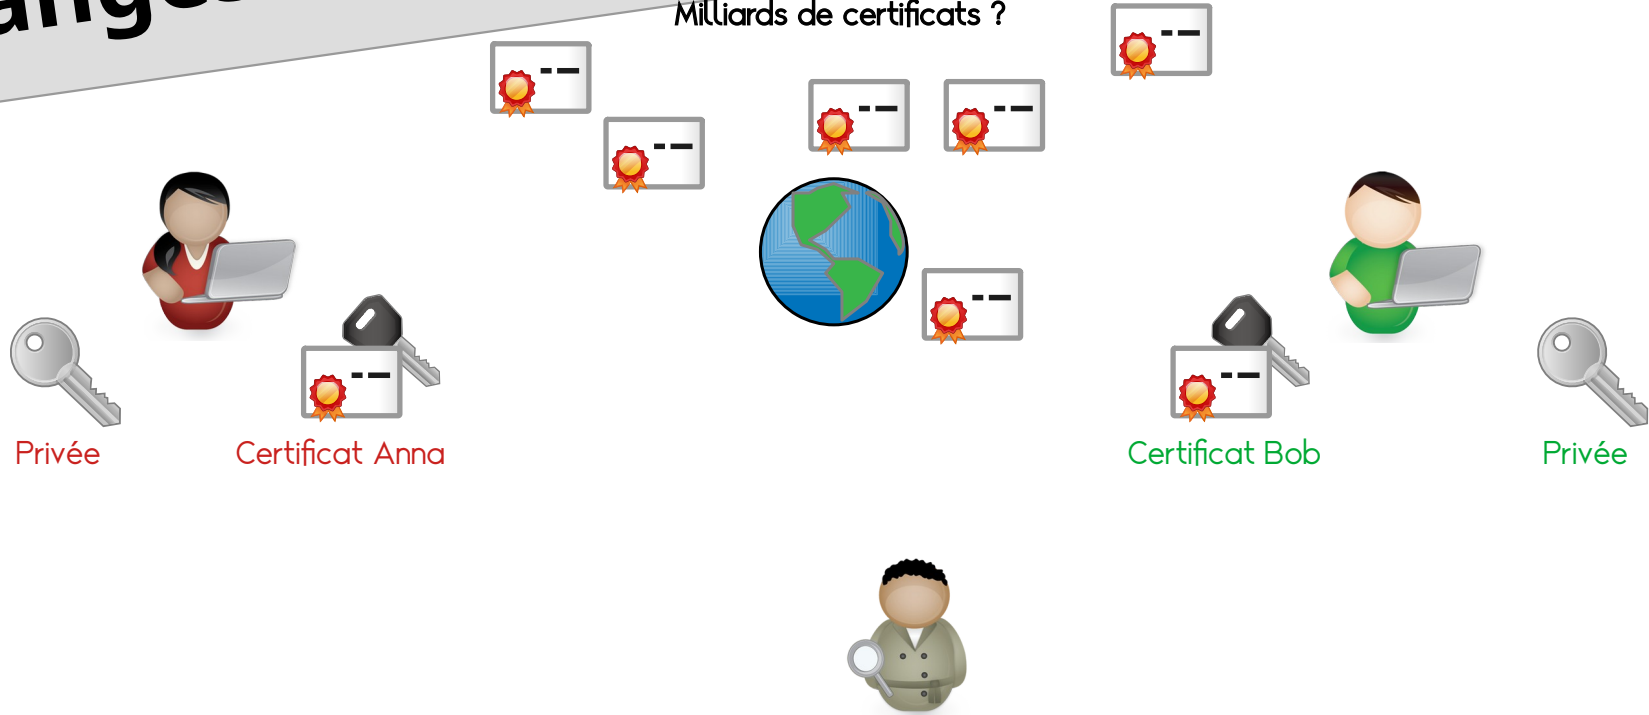 Milliards de certificats ?
Privée
Certificat Anna
Certificat Bob
Privée